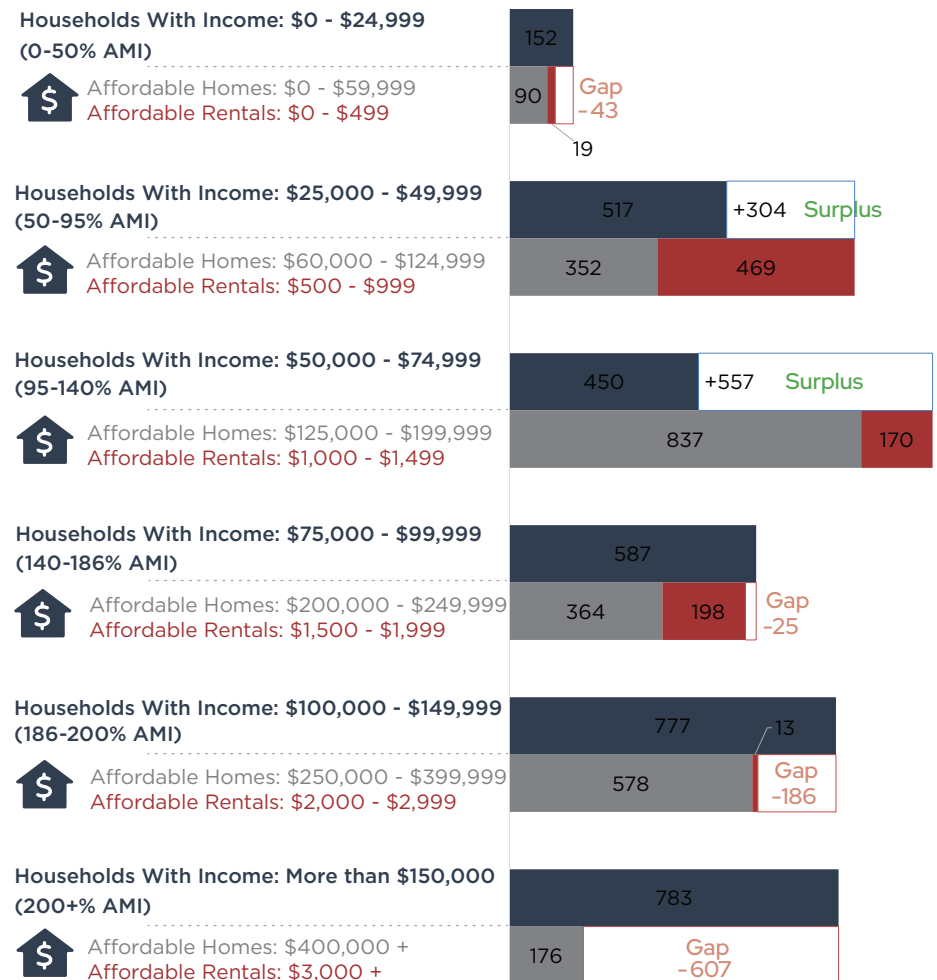 Households With Income: $0 - $24,999
(0-50% AMI)
152
$
Affordable Homes: $0 - $59,999
Affordable Rentals: $0 - $499
90
Gap
-43
19
Households With Income: $25,000 - $49,999
(50-95% AMI)
517
+304 Surplus
$
Affordable Homes: $60,000 - $124,999
Affordable Rentals: $500 - $999
352
469
Households With Income: $50,000 - $74,999
(95-140% AMI)
450
+557 Surplus
$
Affordable Homes: $125,000 - $199,999
Affordable Rentals: $1,000 - $1,499
837
170
Households With Income: $75,000 - $99,999
(140-186% AMI)
587
$
Affordable Homes: $200,000 - $249,999
Affordable Rentals: $1,500 - $1,999
364
198
Gap
-25
Households With Income: $100,000 - $149,999
(186-200% AMI)
777
13
$
Affordable Homes: $250,000 - $399,999
Affordable Rentals: $2,000 - $2,999
578
Gap
-186
Households With Income: More than $150,000
(200+% AMI)
783
$
Affordable Homes: $400,000 +
Affordable Rentals: $3,000 +
176
Gap
-607